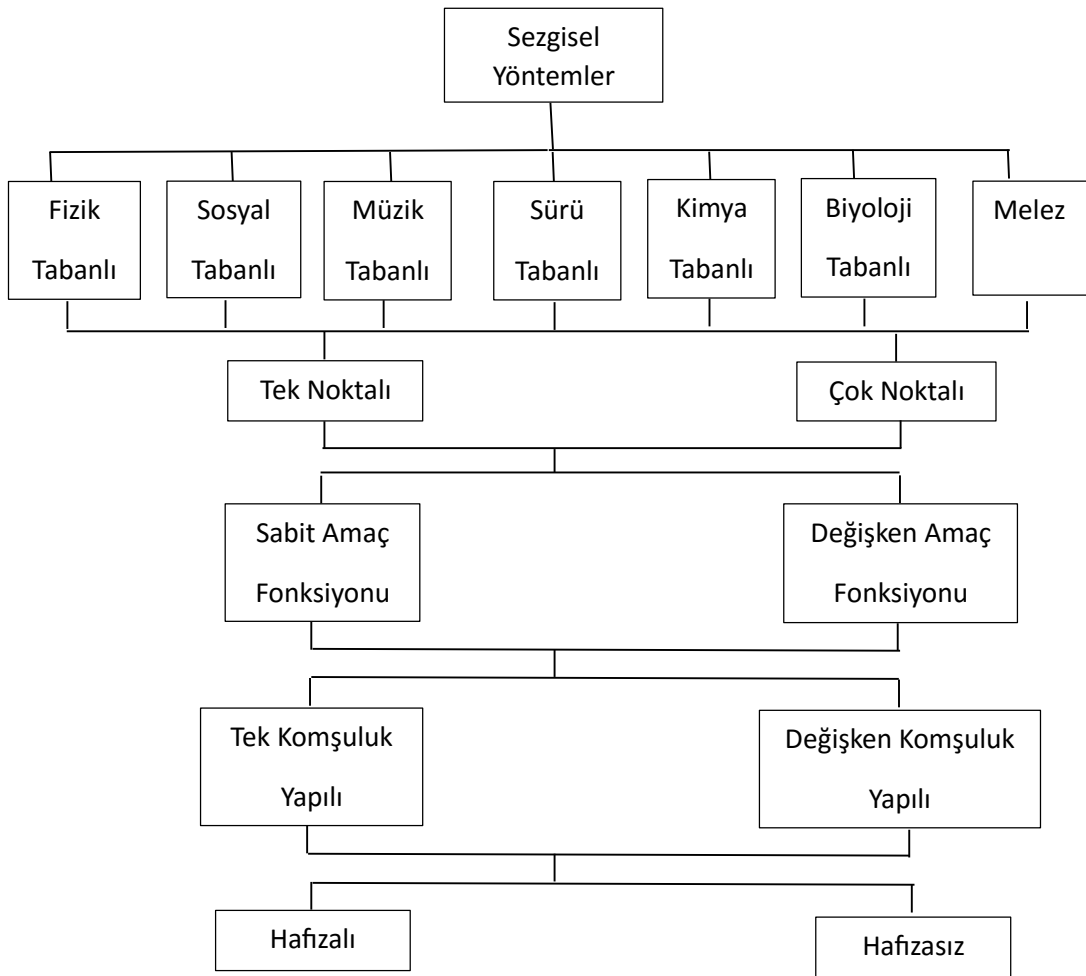 Sezgisel
Yöntemler
Fizik
Tabanlı
Sosyal
Tabanlı
Müzik
Tabanlı
Sürü
Tabanlı
Kimya
Tabanlı
Biyoloji
Tabanlı
Melez
Tek Noktalı
Çok Noktalı
Sabit Amaç
Fonksiyonu
Değişken Amaç
Fonksiyonu
Tek Komşuluk
Yapılı
Değişken Komşuluk
Yapılı
Hafızalı
Hafızasız